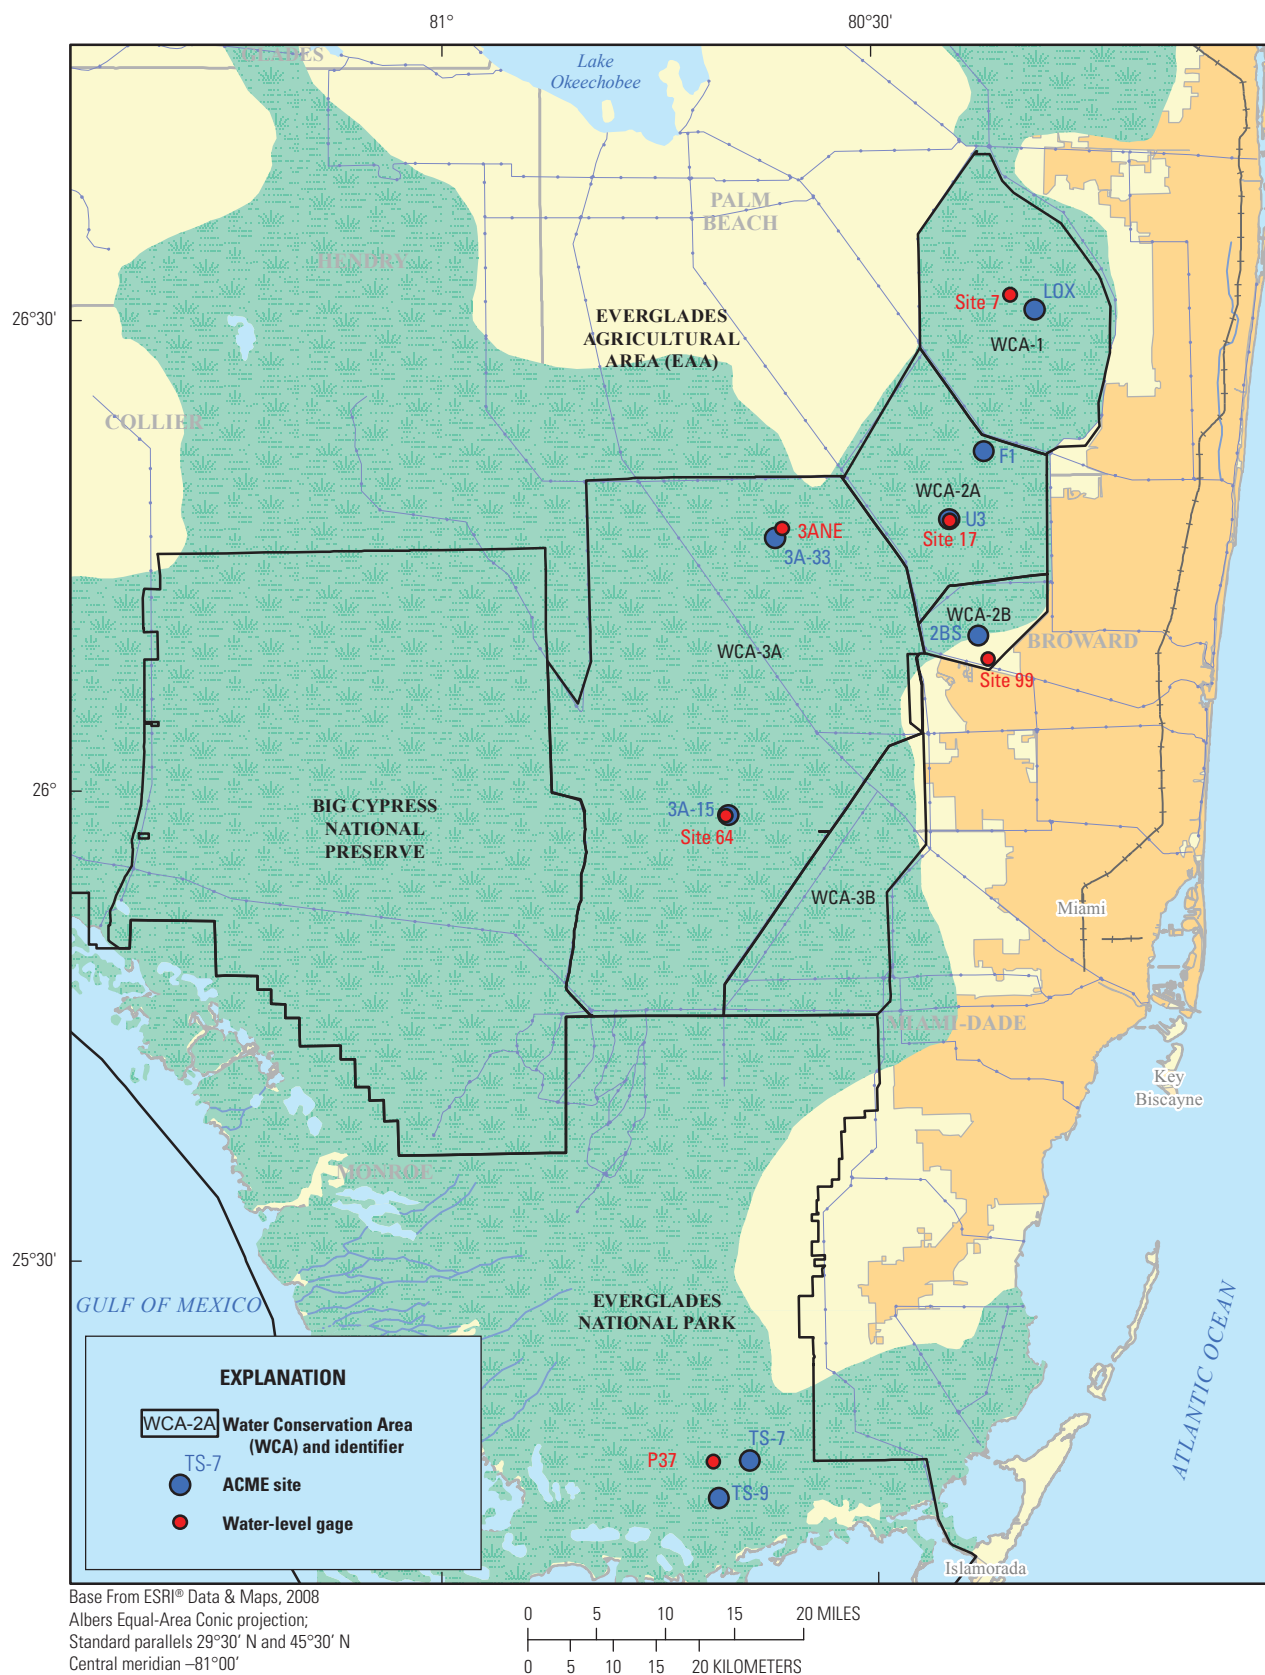 81°
80°30'
GLADES
Lake
Okeechobee
PALM
BEACH
HENDRY
LOX
Site 7
26°30'
EVERGLADES
AGRICULTURAL
AREA (EAA)
WCA-1
COLLIER
F1
WCA-2A
U3
3ANE
Site 17
3A-33
WCA-2B
2BS
BROWARD
WCA-3A
Site 99
26°
BIG CYPRESS
NATIONAL
PRESERVE
3A-15
Site 64
WCA-3B
Miami
MIAMI-DADE
Key
Biscayne
MONROE
25°30'
GULF OF MEXICO
EVERGLADES
NATIONAL PARK
ATLANTIC OCEAN
EXPLANATION
WCA-2A Water Conservation Area
(WCA) and identifier
TS-7
ACME site
Water-level gage
TS-7
P37
TS-9
Islamorada
Base From ESRI® Data & Maps, 2008
Albers Equal-Area Conic projection;
Standard parallels 29°30' N and 45°30' N
Central meridian –81°00'
0 5 10 15 20 MILES
0 5 10 15 20 KILOMETERS